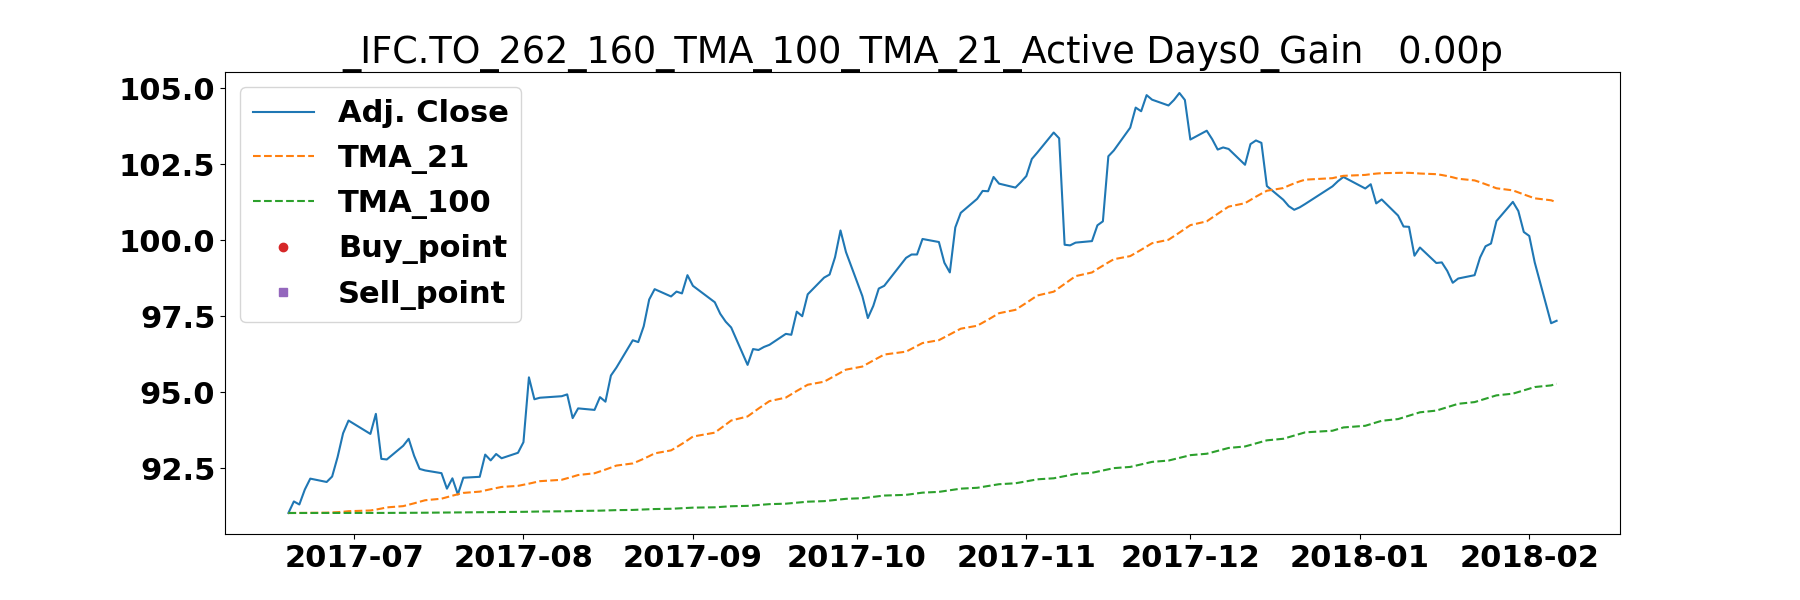 _IFC.TO_262_160_TMA_100_TMA_21_Active Days0_Gain   0.00p
105.0
102.5
100.0
97.5
95.0
92.5
Adj. Close
TMA_21
TMA_100
Buy_point
Sell_point
2017-07 2017-08 2017-09 2017-10 2017-11 2017-12 2018-01 2018-02